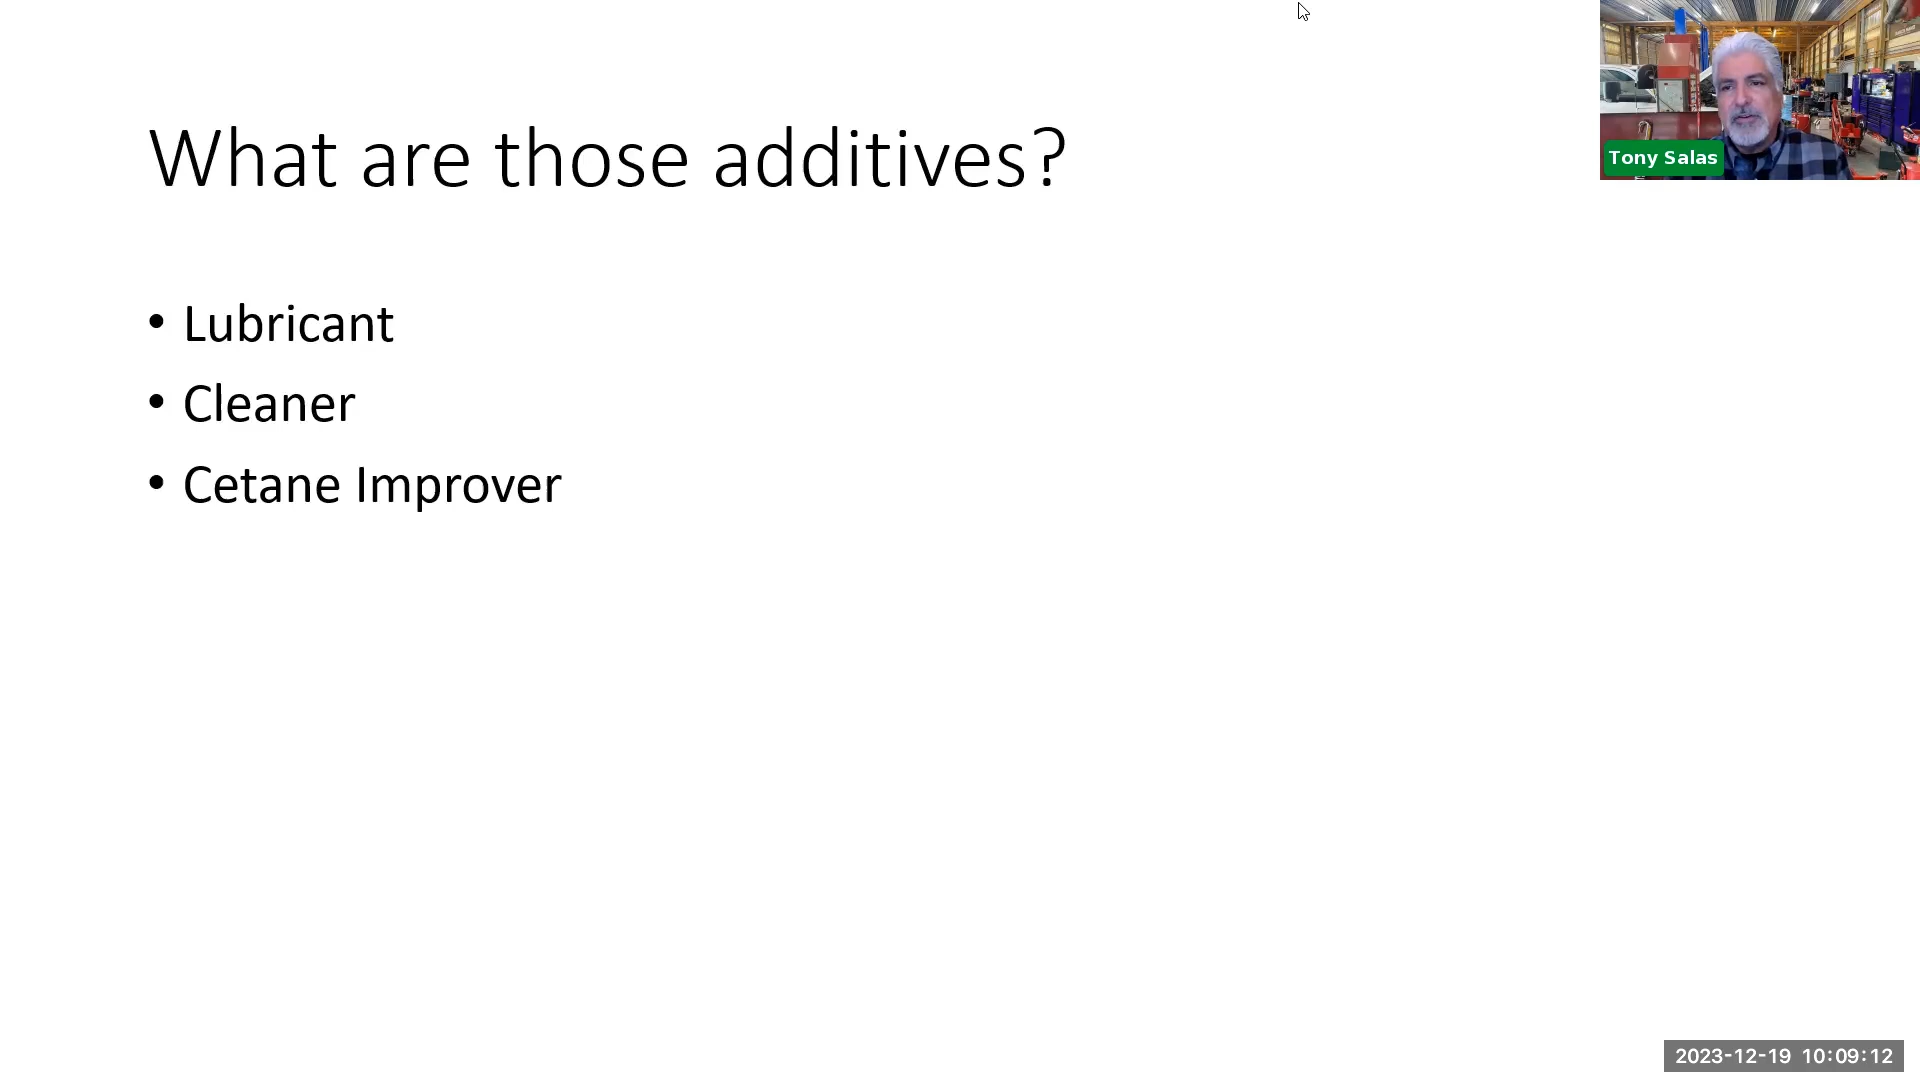 What are those additives?
• Lubricant
• Cleaner
• Cetane Improver
Tony Salas
2023-12-19 10:09:12